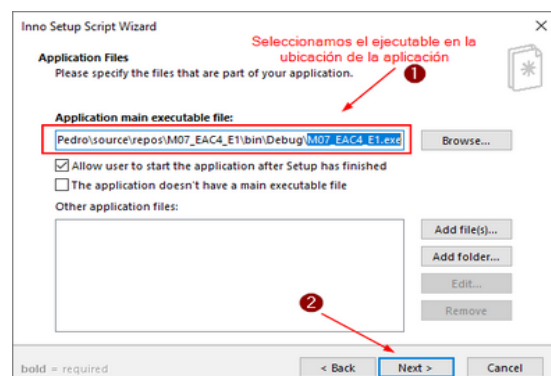 Inno Setup Script Wizard
Seleccionamos el ejecutable en la
ubicación de la aplicación
Application Files
Please specify the files that are part of your application.
1
Application main executable file:
Pedro\source\repos\M07_EAC4_E1\bin\Debug\M07_EAC4_E1.exe
Browse...
Allow user to start the application after Setup has finished
The application doesn't have a main executable file
Other application files:
Add file(s)...
Add folder...
Edit...
Remove
2
bold = required
< Back
Next >
Cancel